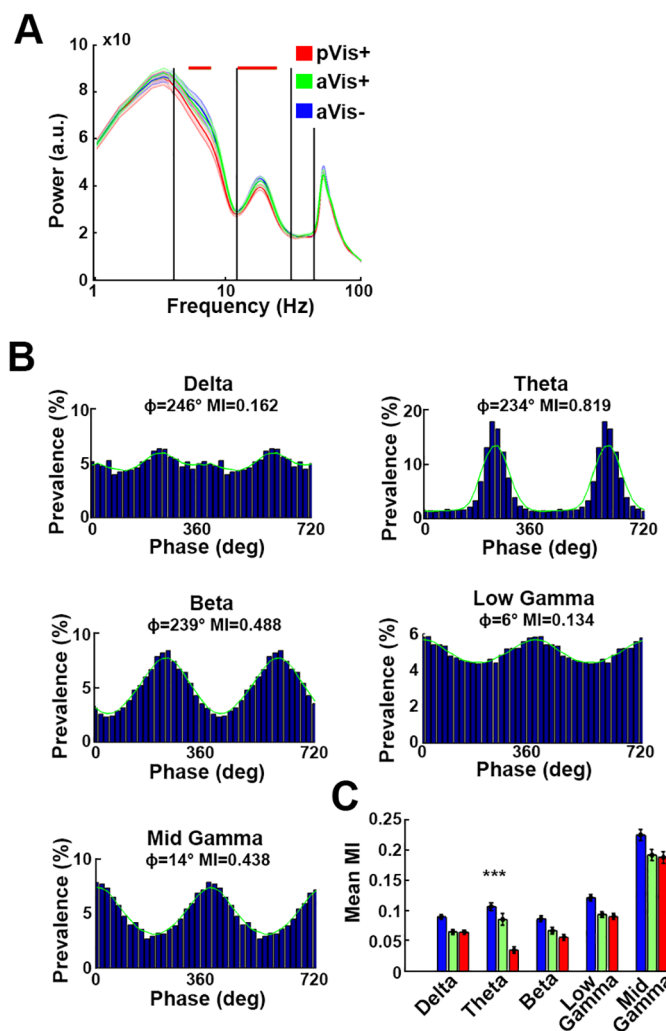 A
x10
pVis+
aVis+
aVis-
Power (a.u.)
10
8
6
4
2
0
1
10
100
Frequency (Hz)
B
Delta
ϕ=246° MI=0.162
Prevalence (%)
10
5
0
0
360
720
Phase (deg)
Theta
ϕ=234° MI=0.819
Prevalence (%)
20
10
0
0
360
720
Phase (deg)
Beta
ϕ=239° MI=0.488
Prevalence (%)
10
5
0
0
360
720
Phase (deg)
Low Gamma
ϕ=6° MI=0.134
Prevalence (%)
6
4
2
0
0
360
720
Phase (deg)
Mid Gamma
ϕ=14° MI=0.438
Prevalence (%)
10
5
0
0
360
720
Phase (deg)
C
Mean MI
0.25
0.2
0.15
0.1
0.05
0
***
Delta
Theta
Beta
Low
Gamma
Mid
Gamma